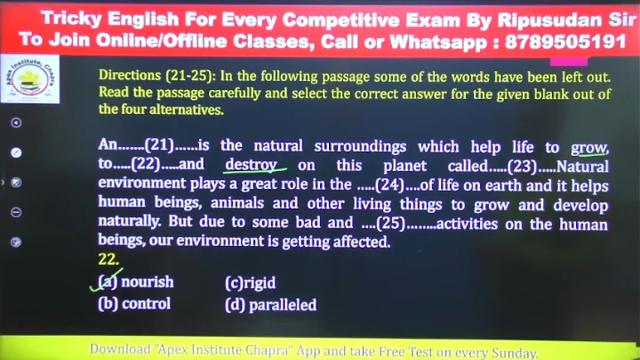 Tricky English For Every Competitive Exam By Ripusudan Sir
To Join Online/Offline Classes, Call or Whatsapp : 8789505191
Apex Institute, Chapra
Directions (21-25): In the following passage some of the words have been left out.
Read the passage carefully and select the correct answer for the given blank out of
the four alternatives.
An.......(21)......is the natural surroundings which help life to grow,
to.....(22).....and destroy on this planet called.....(23).....Natural
environment plays a great role in the .....(24)....of life on earth and it helps
human beings, animals and other living things to grow and develop
naturally. But due to some bad and ....(25)........activities on the human
beings, our environment is getting affected.
22.
(a) nourish (c)rigid
(b) control (d) paralleled
Download "Apex Institute Chapra" App and take Free Test on every Sunday.